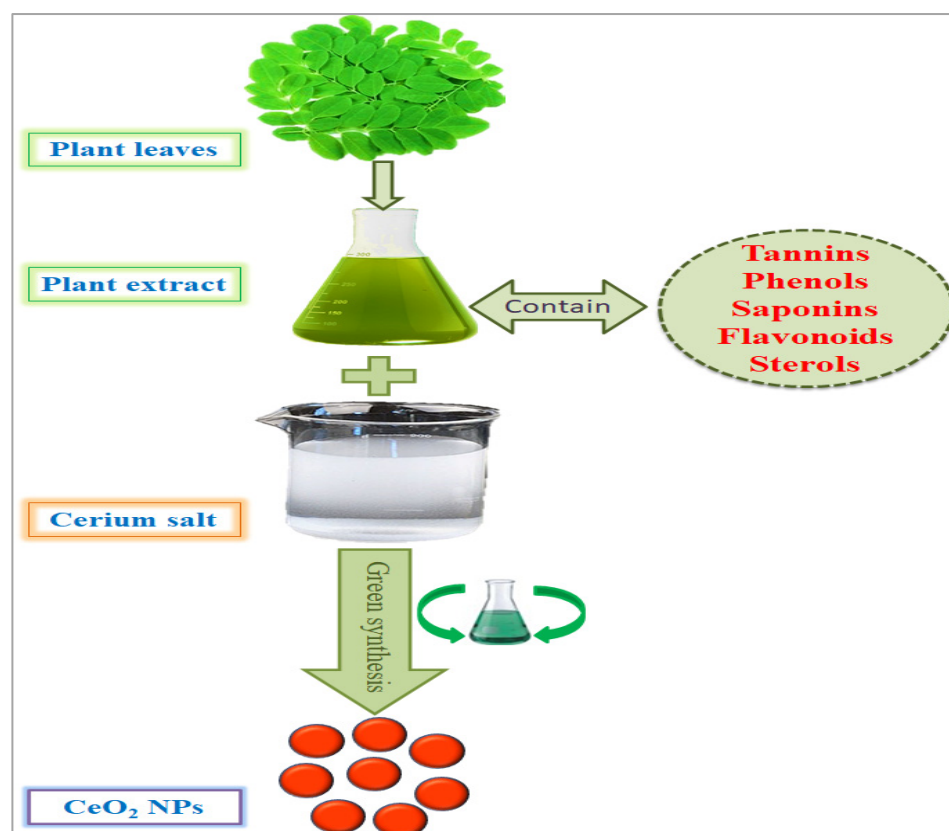 Plant leaves
Plant extract
Contain
Tannins
Phenols
Saponins
Flavonoids
Sterols
Cerium salt
Green synthesis
CeO₂ NPs